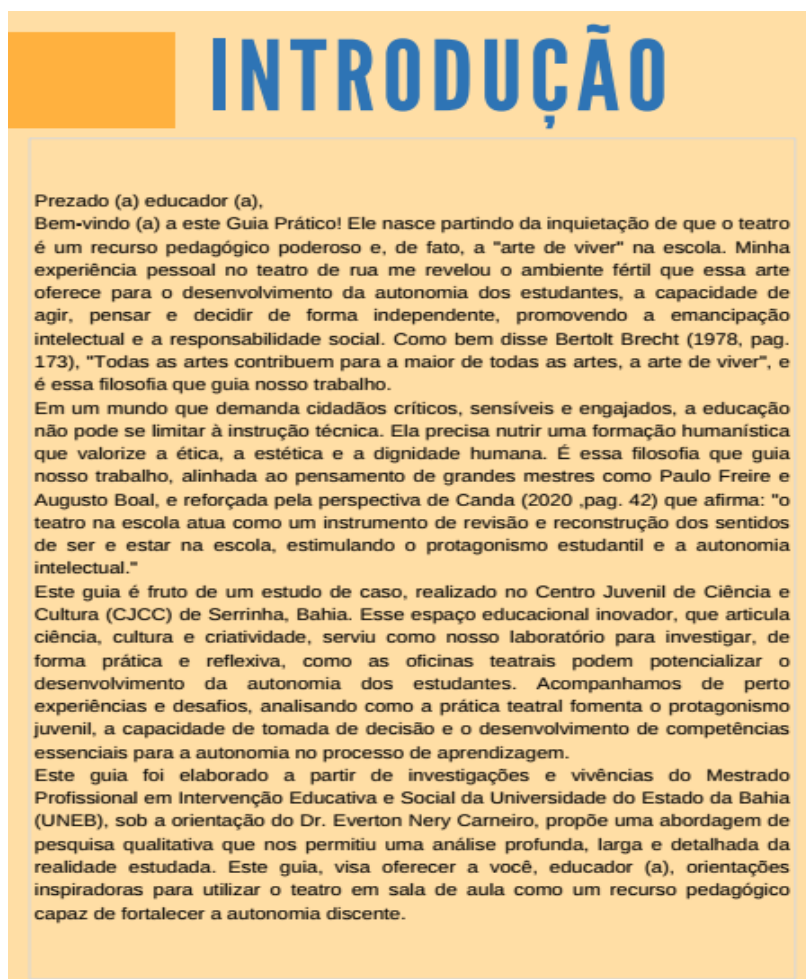 INTRODUÇÃO
Prezado (a) educador (a),
Bem-vindo (a) a este Guia Prático! Ele nasce partindo da inquietação de que o teatro
é um recurso pedagógico poderoso e, de fato, a "arte de viver" na escola. Minha
experiência pessoal no teatro de rua me revelou o ambiente fértil que essa arte
oferece para o desenvolvimento da autonomia dos estudantes, a capacidade de
agir, pensar e decidir de forma independente, promovendo a emancipação
intelectual e a responsabilidade social. Como bem disse Bertolt Brecht (1978, pag.
173), "Todas as artes contribuem para a maior de todas as artes, a arte de viver", e
é essa filosofia que guia nosso trabalho.
Em um mundo que demanda cidadãos críticos, sensíveis e engajados, a educação
não pode se limitar à instrução técnica. Ela precisa nutrir uma formação humanística
que valorize a ética, a estética e a dignidade humana. É essa filosofia que guia
nosso trabalho, alinhada ao pensamento de grandes mestres como Paulo Freire e
Augusto Boal, e reforçada pela perspectiva de Canda (2020 ,pag. 42) que afirma: "o
teatro na escola atua como um instrumento de revisão e reconstrução dos sentidos
de ser e estar na escola, estimulando o protagonismo estudantil e a autonomia
intelectual."
Este guia é fruto de um estudo de caso, realizado no Centro Juvenil de Ciência e
Cultura (CJCC) de Serrinha, Bahia. Esse espaço educacional inovador, que articula
ciência, cultura e criatividade, serviu como nosso laboratório para investigar, de
forma prática e reflexiva, como as oficinas teatrais podem potencializar o
desenvolvimento da autonomia dos estudantes. Acompanhamos de perto
experiências e desafios, analisando como a prática teatral fomenta o protagonismo
juvenil, a capacidade de tomada de decisão e o desenvolvimento de competências
essenciais para a autonomia no processo de aprendizagem.
Este guia foi elaborado a partir de investigações e vivências do Mestrado
Profissional em Intervenção Educativa e Social da Universidade do Estado da Bahia
(UNEB), sob a orientação do Dr. Everton Nery Carneiro, propõe uma abordagem de
pesquisa qualitativa que nos permitiu uma análise profunda, larga e detalhada da
realidade estudada. Este guia, visa oferecer a você, educador (a), orientações
inspiradoras para utilizar o teatro em sala de aula como um recurso pedagógico
capaz de fortalecer a autonomia discente.